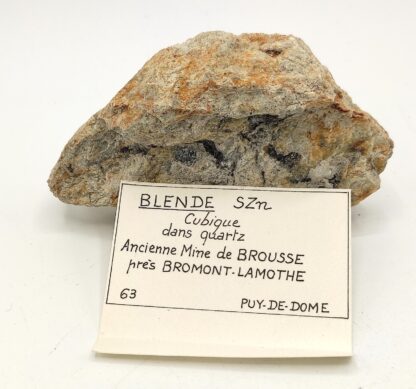 BLENDE SZn
Cubique
dans quartz
Ancienne Mine de BROUSSE
près BROMONT-LAMOTHE
63 PUY-DE-DOME